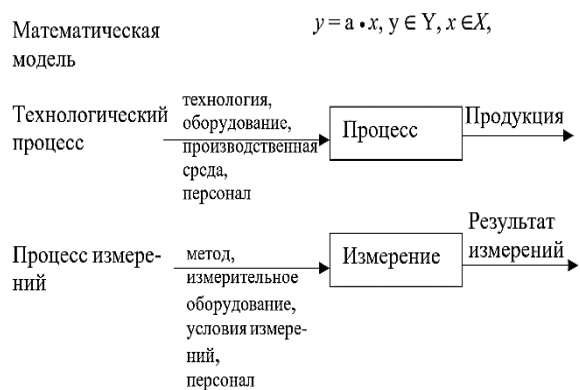 Математическая
модель
y = a • x, y ∈ Y, x ∈X,
Технологический
процесс
технология,
оборудование,
производственная
среда,
персонал
Процесс
Продукция
Процесс измере-
ний
метод,
измерительное
оборудование,
условия измере-
ний,
персонал
Измерение
Результат
измерений